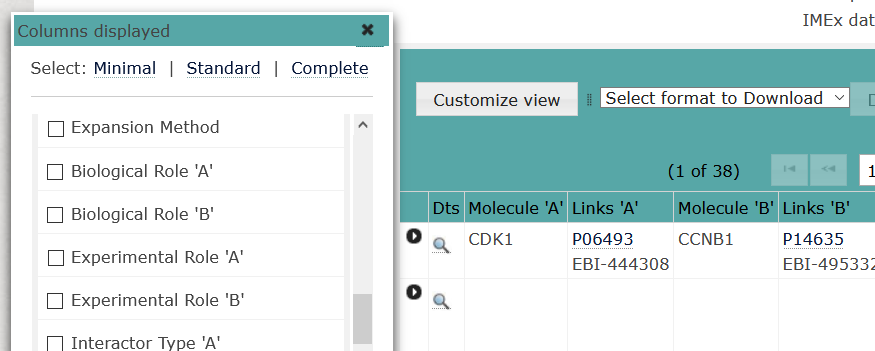 Columns displayed
Select: Minimal | Standard | Complete
Expansion Method
Biological Role 'A'
Biological Role 'B'
Experimental Role 'A'
Experimental Role 'B'
Interactor Type 'A'
IMEx dat
Customize view
Select format to Download
D
(1 of 38)
1
Dts Molecule 'A' Links 'A' Molecule 'B' Links 'B'
CDK1 P06493 CCNB1 P14635
EBI-444308 EBI-495332